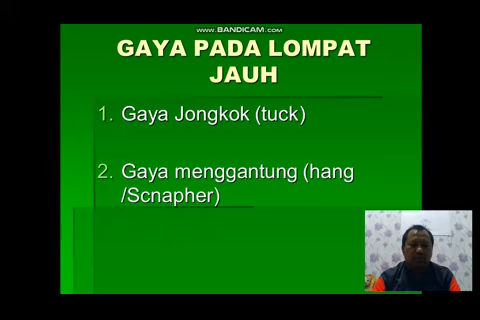 www.BANDICAM.com
GAYA PADA LOMPAT
JAUH
1. Gaya Jongkok (tuck)
2. Gaya menggantung (hang
/Scnapher)